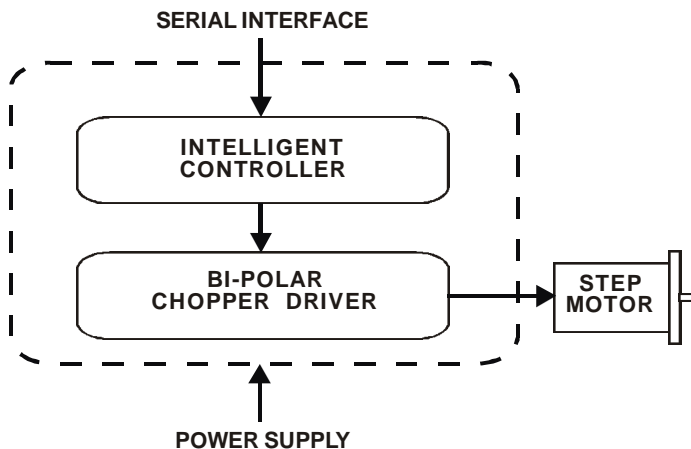 SERIAL INTERFACE
INTELLIGENT
CONTROLLER
BI-POLAR
CHOPPER DRIVER
STEP
MOTOR
POWER SUPPLY